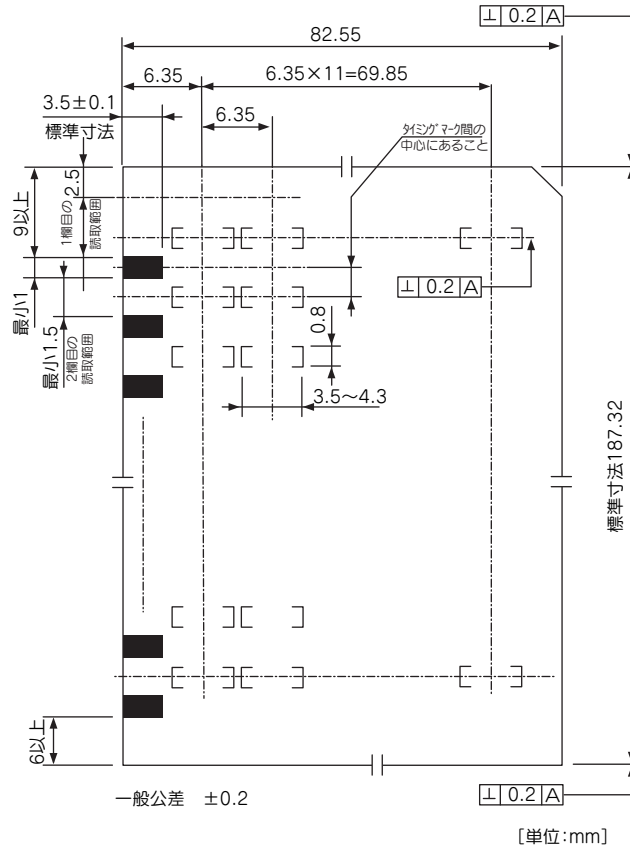 ⊥ 0.2 A
82.55
6.35
6.35×11=69.85
3.5±0.1
標準寸法
6.35
タイミングマーク間の
中心にあること
2.5
9以上
1欄目の
読取範囲
⊥ 0.2 A
最小1
最小1.5
2欄目の
読取範囲
0.8
3.5～4.3
標準寸法187.32
6以上
一般公差 ±0.2
⊥ 0.2 A
[単位:mm]